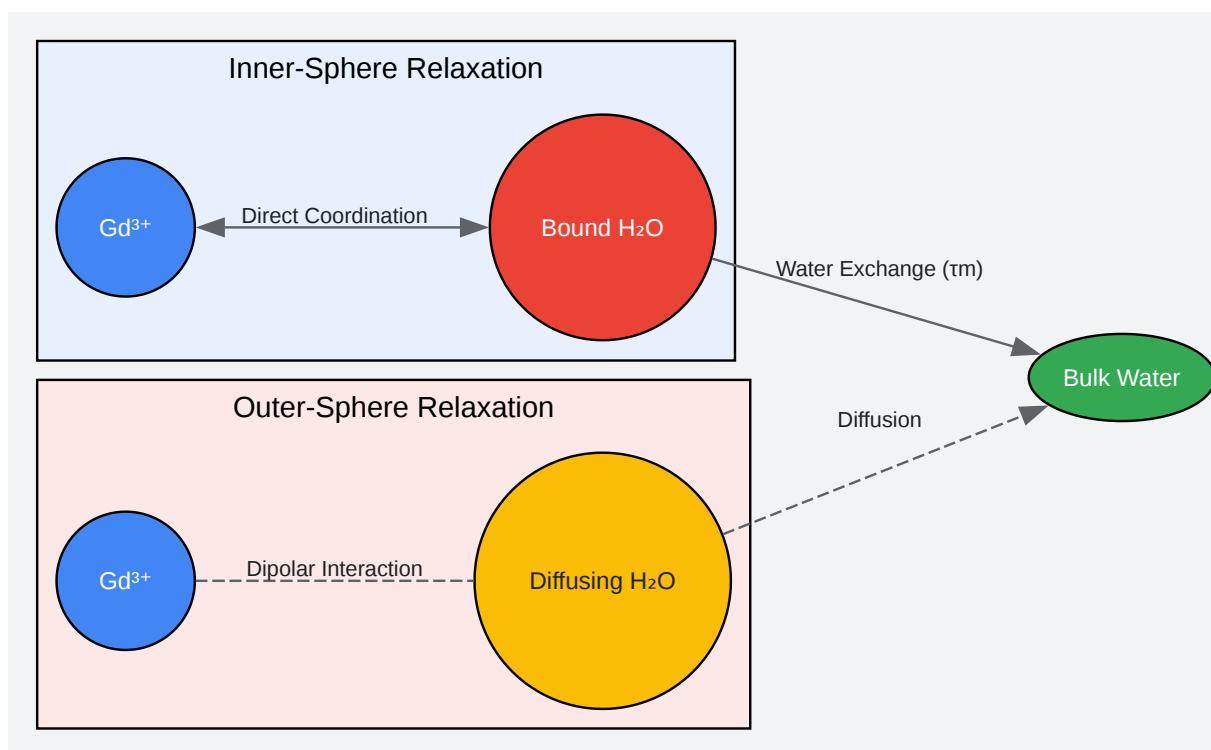 Inner-Sphere Relaxation
Gd³⁺
Direct Coordination
Bound H₂O
Water Exchange (τm)
Bulk Water
Outer-Sphere Relaxation
Diffusion
Gd³⁺
Dipolar Interaction
Diffusing H₂O